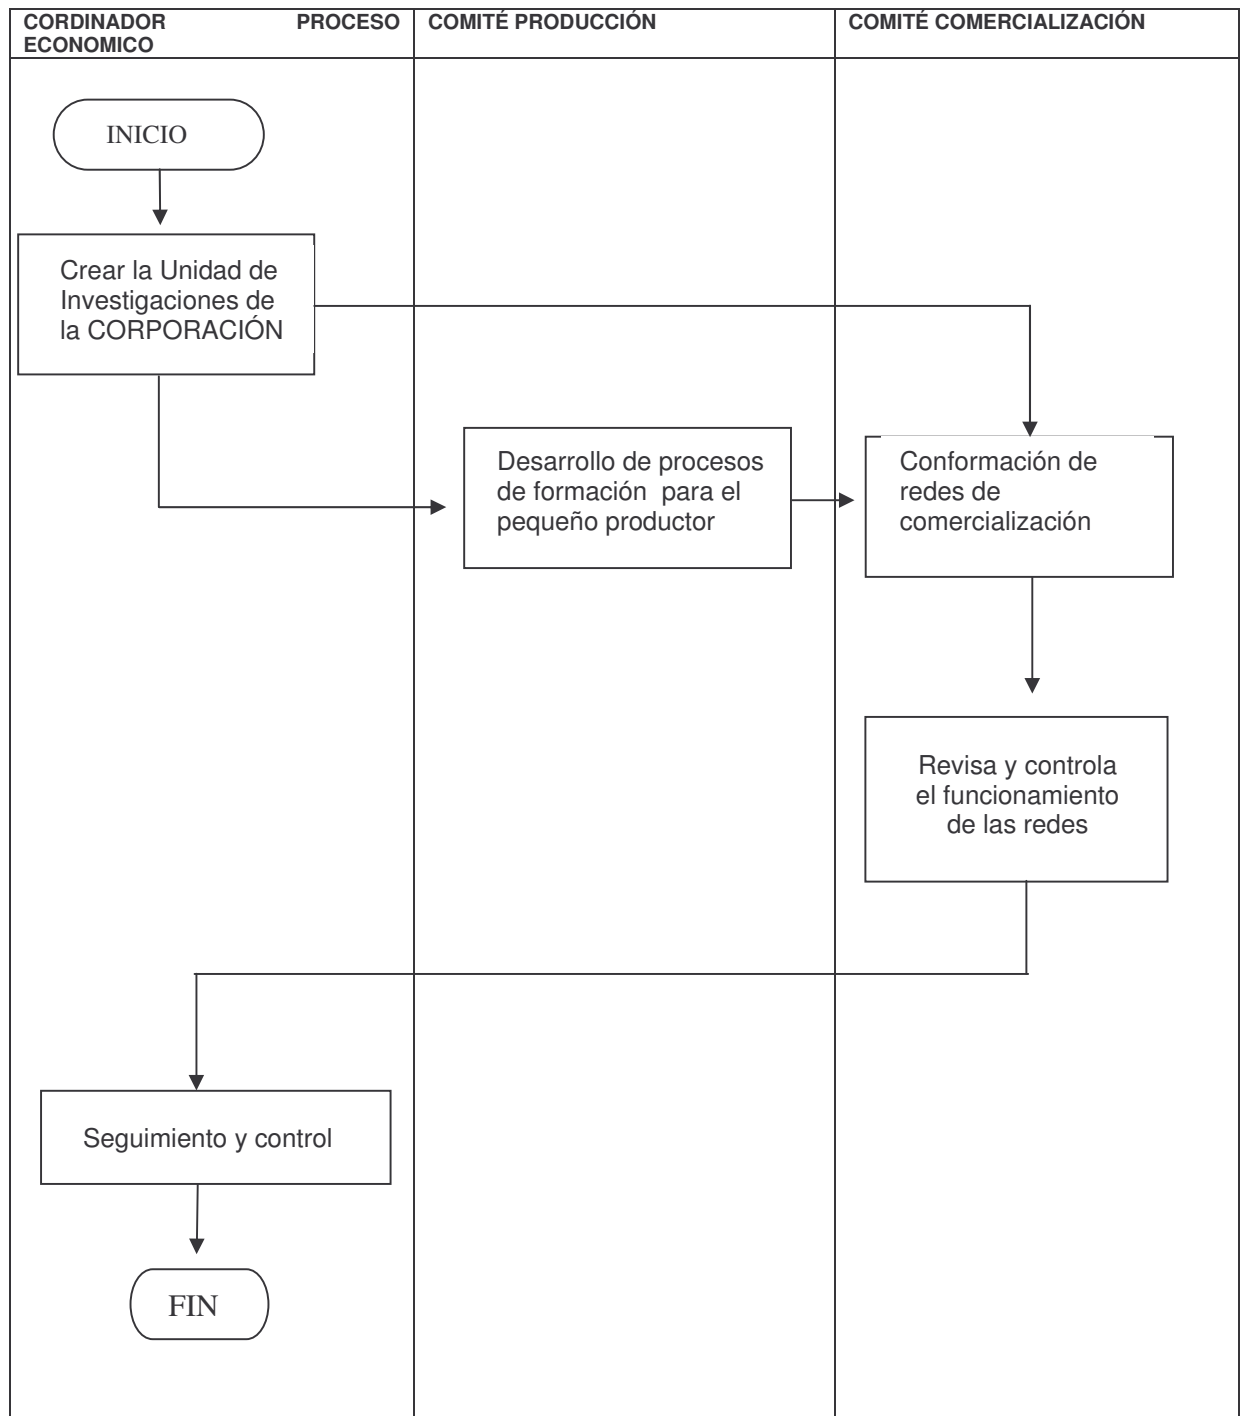 CORDINADOR PROCESO
ECONOMICO
COMITÉ PRODUCCIÓN
COMITÉ COMERCIALIZACIÓN
INICIO
Crear la Unidad de
Investigaciones de
la CORPORACIÓN
Desarrollo de procesos
de formación para el
pequeño productor
Conformación de
redes de
comercialización
Revisa y controla
el funcionamiento
de las redes
Seguimiento y control
FIN